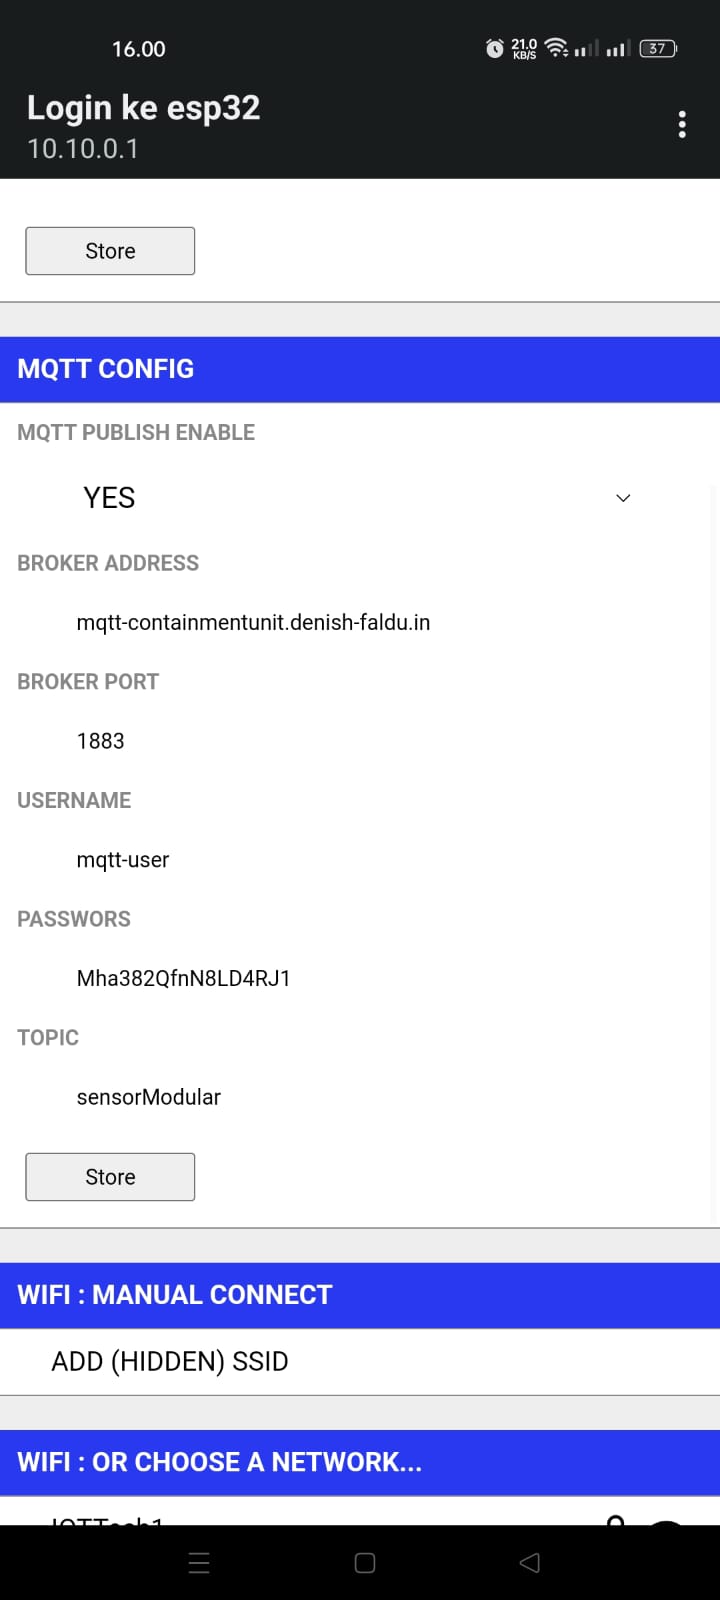 16.00
21.0
KB/S
37
Login ke esp32
10.10.0.1
Store
MQTT CONFIG
MQTT PUBLISH ENABLE
YES
BROKER ADDRESS
mqtt-containmentunit.denish-faldu.in
BROKER PORT
1883
USERNAME
mqtt-user
PASSWORS
Mha382QfnN8LD4RJ1
TOPIC
sensorModular
Store
WIFI : MANUAL CONNECT
ADD (HIDDEN) SSID
WIFI : OR CHOOSE A NETWORK...